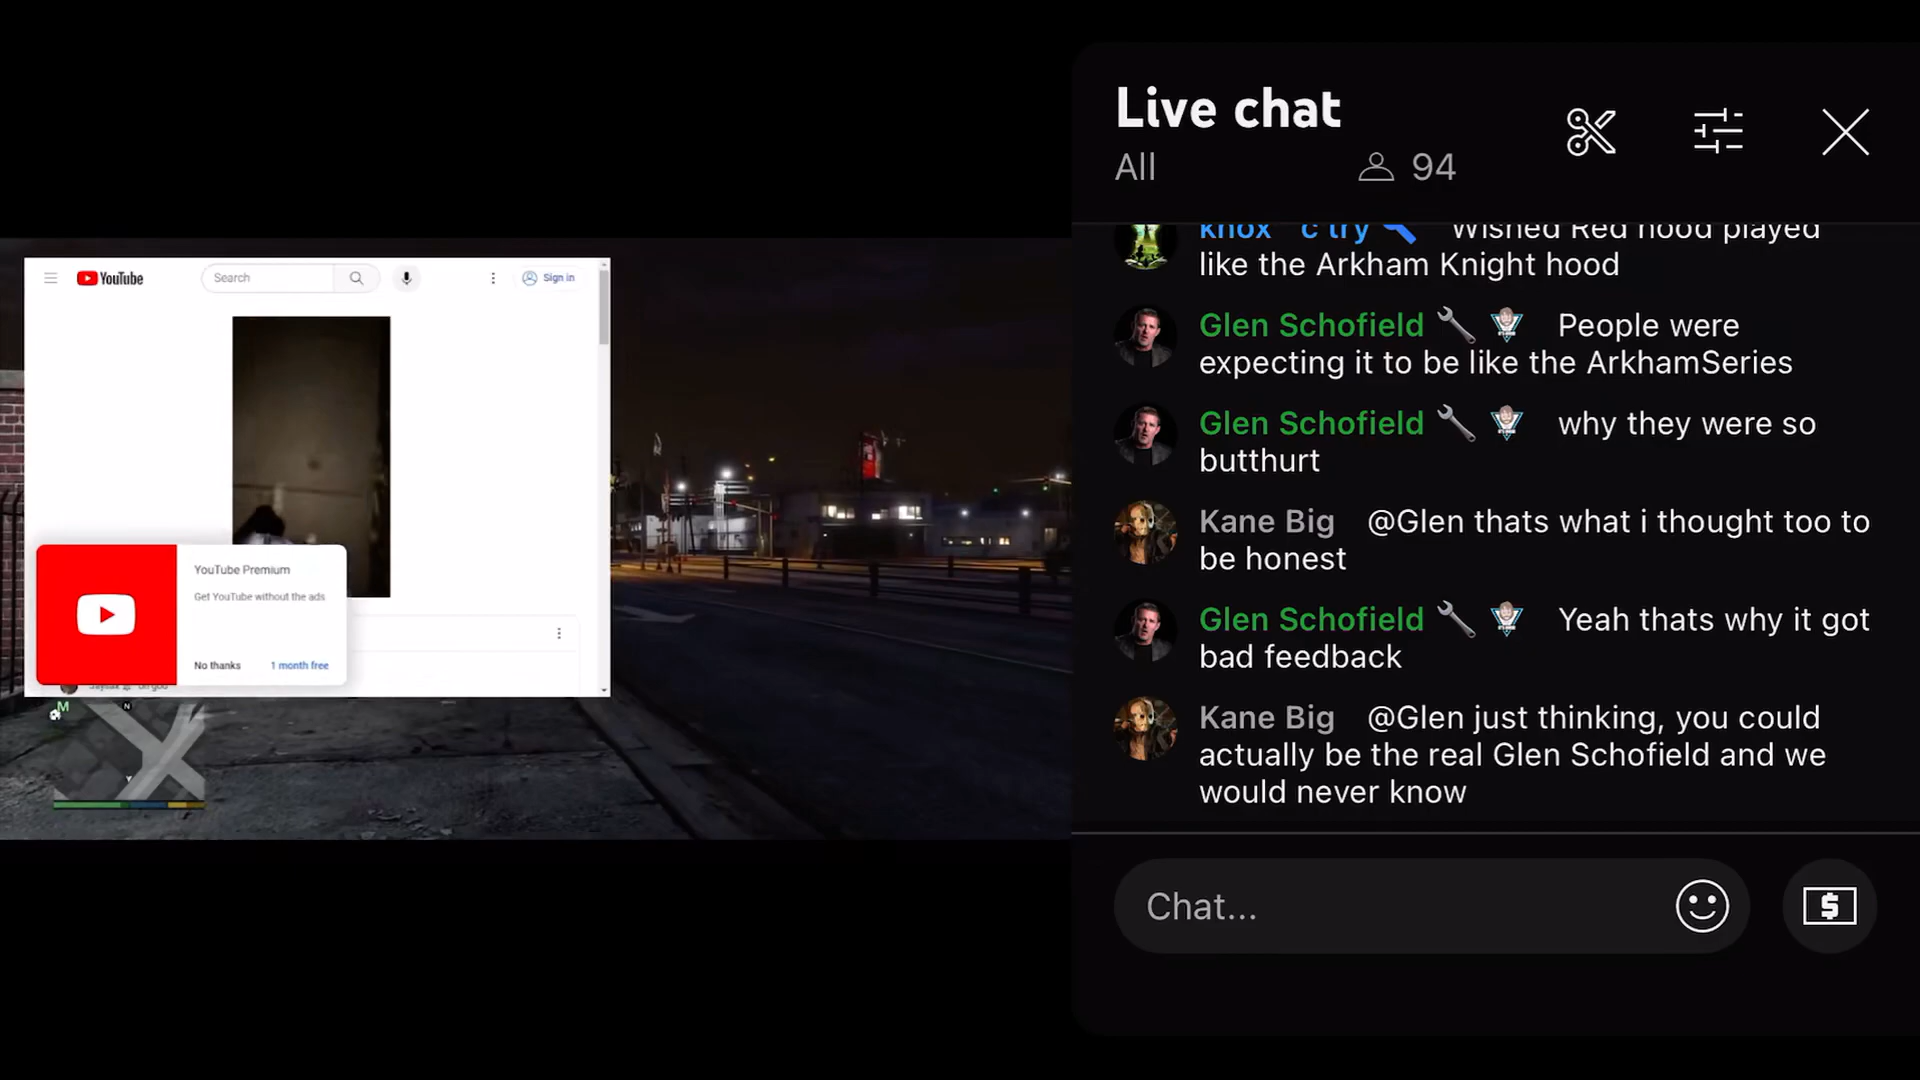 YouTube
Search
Sign in
YouTube Premium
Get YouTube without the ads
No thanks
1 month free
M
N
Live chat
All
94
Wished Red hood played
like the Arkham Knight hood
Glen Schofield People were
expecting it to be like the ArkhamSeries
Glen Schofield why they were so
butthurt
Kane Big @Glen thats what i thought too to
be honest
Glen Schofield Yeah thats why it got
bad feedback
Kane Big @Glen just thinking, you could
actually be the real Glen Schofield and we
would never know
Chat...
$